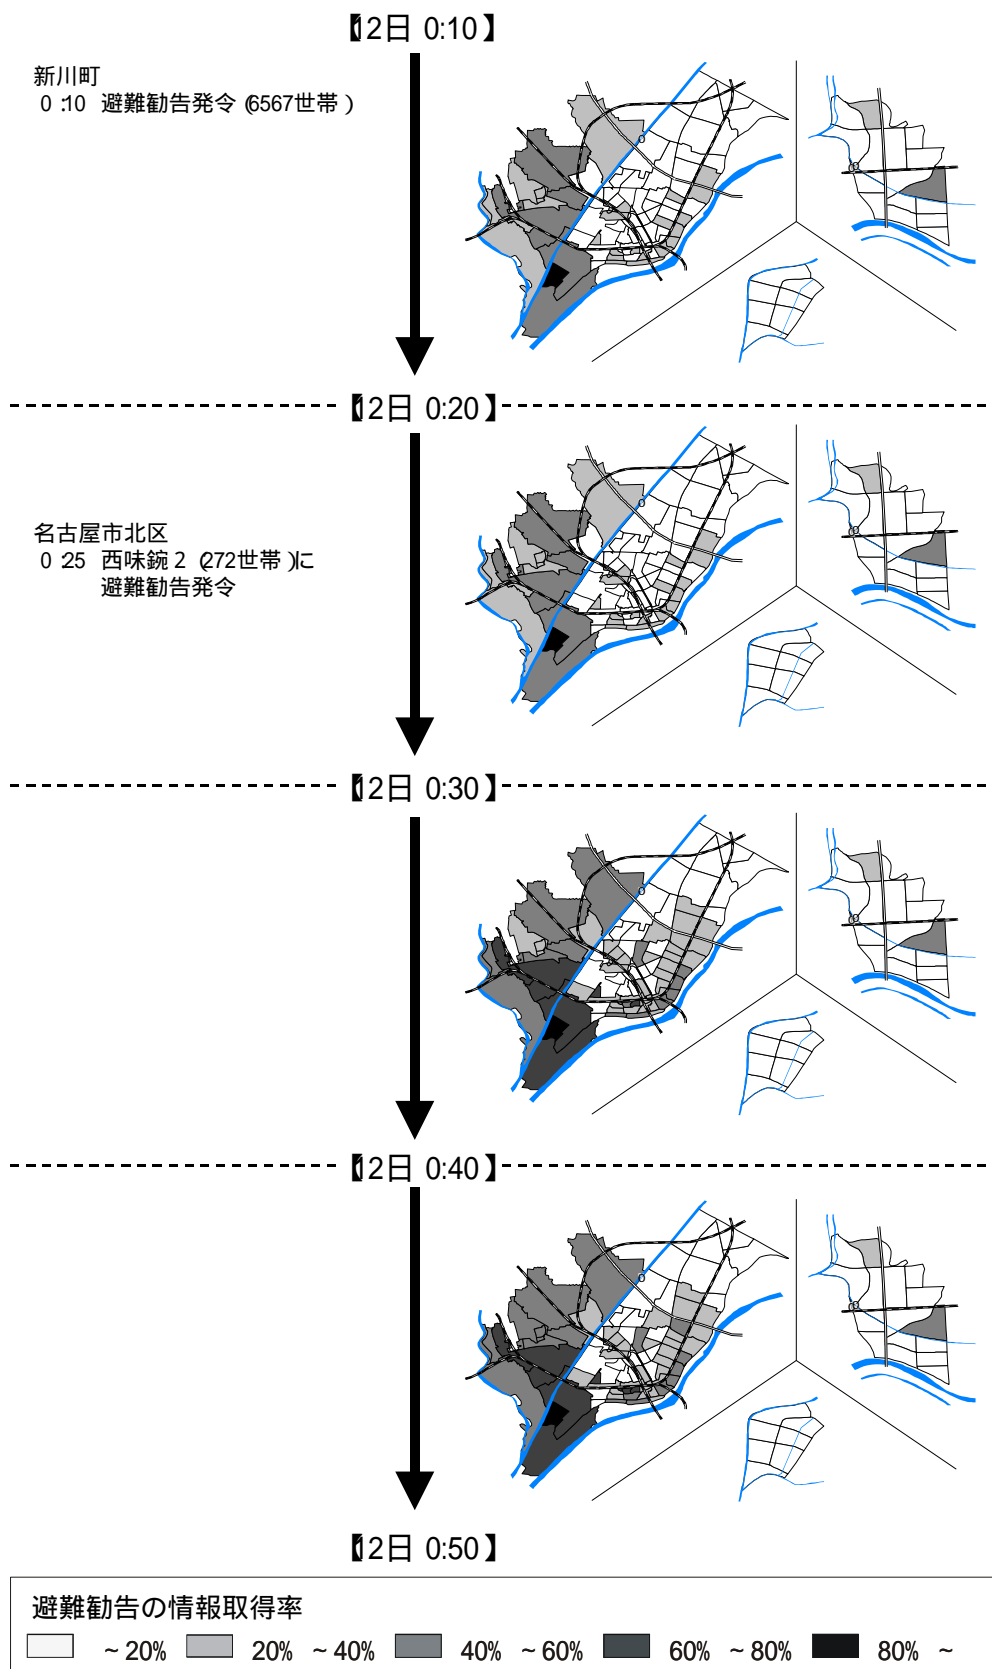 【12日 0:10】
新川町
0:10 避難勧告発令（6567世帯）
【12日 0:20】
名古屋市北区
0:25 西味鋺２（272世帯）に
避難勧告発令
【12日 0:30】
【12日 0:40】
【12日 0:50】
避難勧告の情報取得率
～20% 20%～40% 40%～60% 60%～80% 80%～